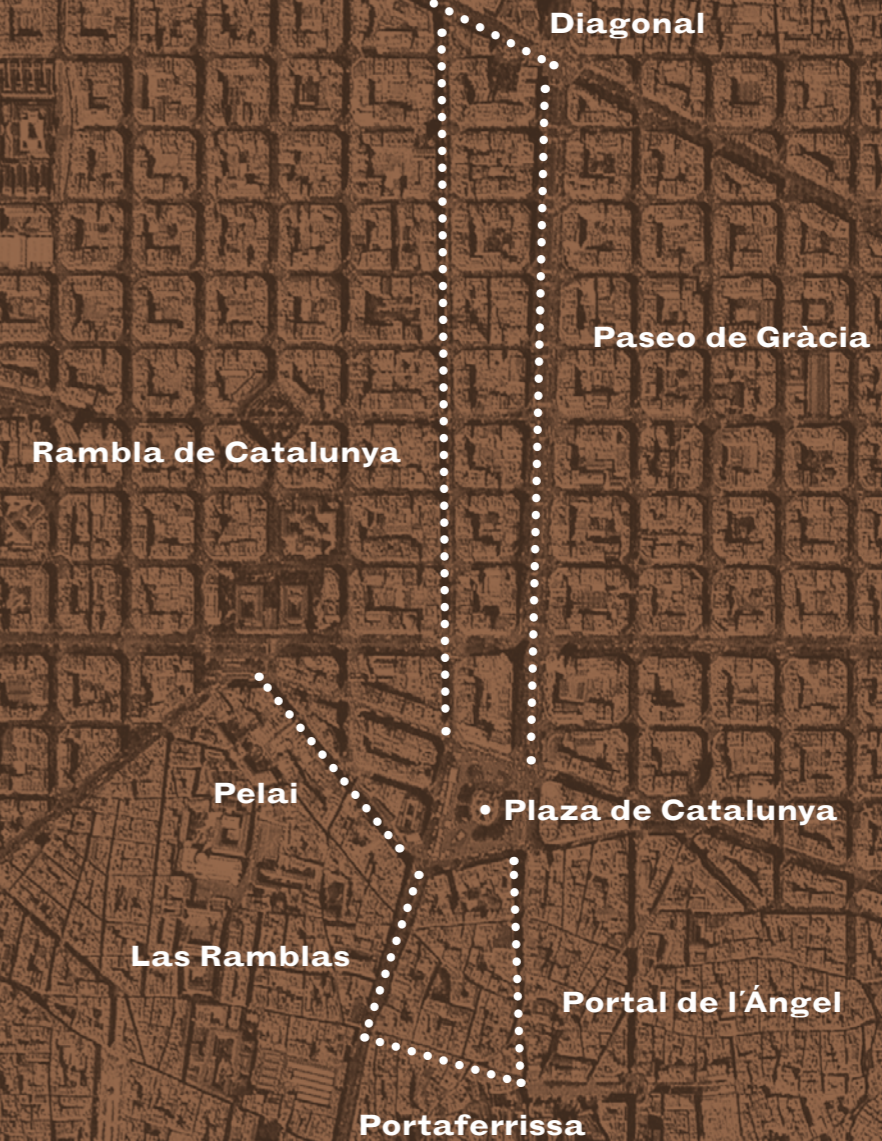 Diagonal
Paseo de Gràcia
Rambla de Catalunya
Pelai
Plaza de Catalunya
Las Ramblas
Portal de l´Ángel
Portaferrissa